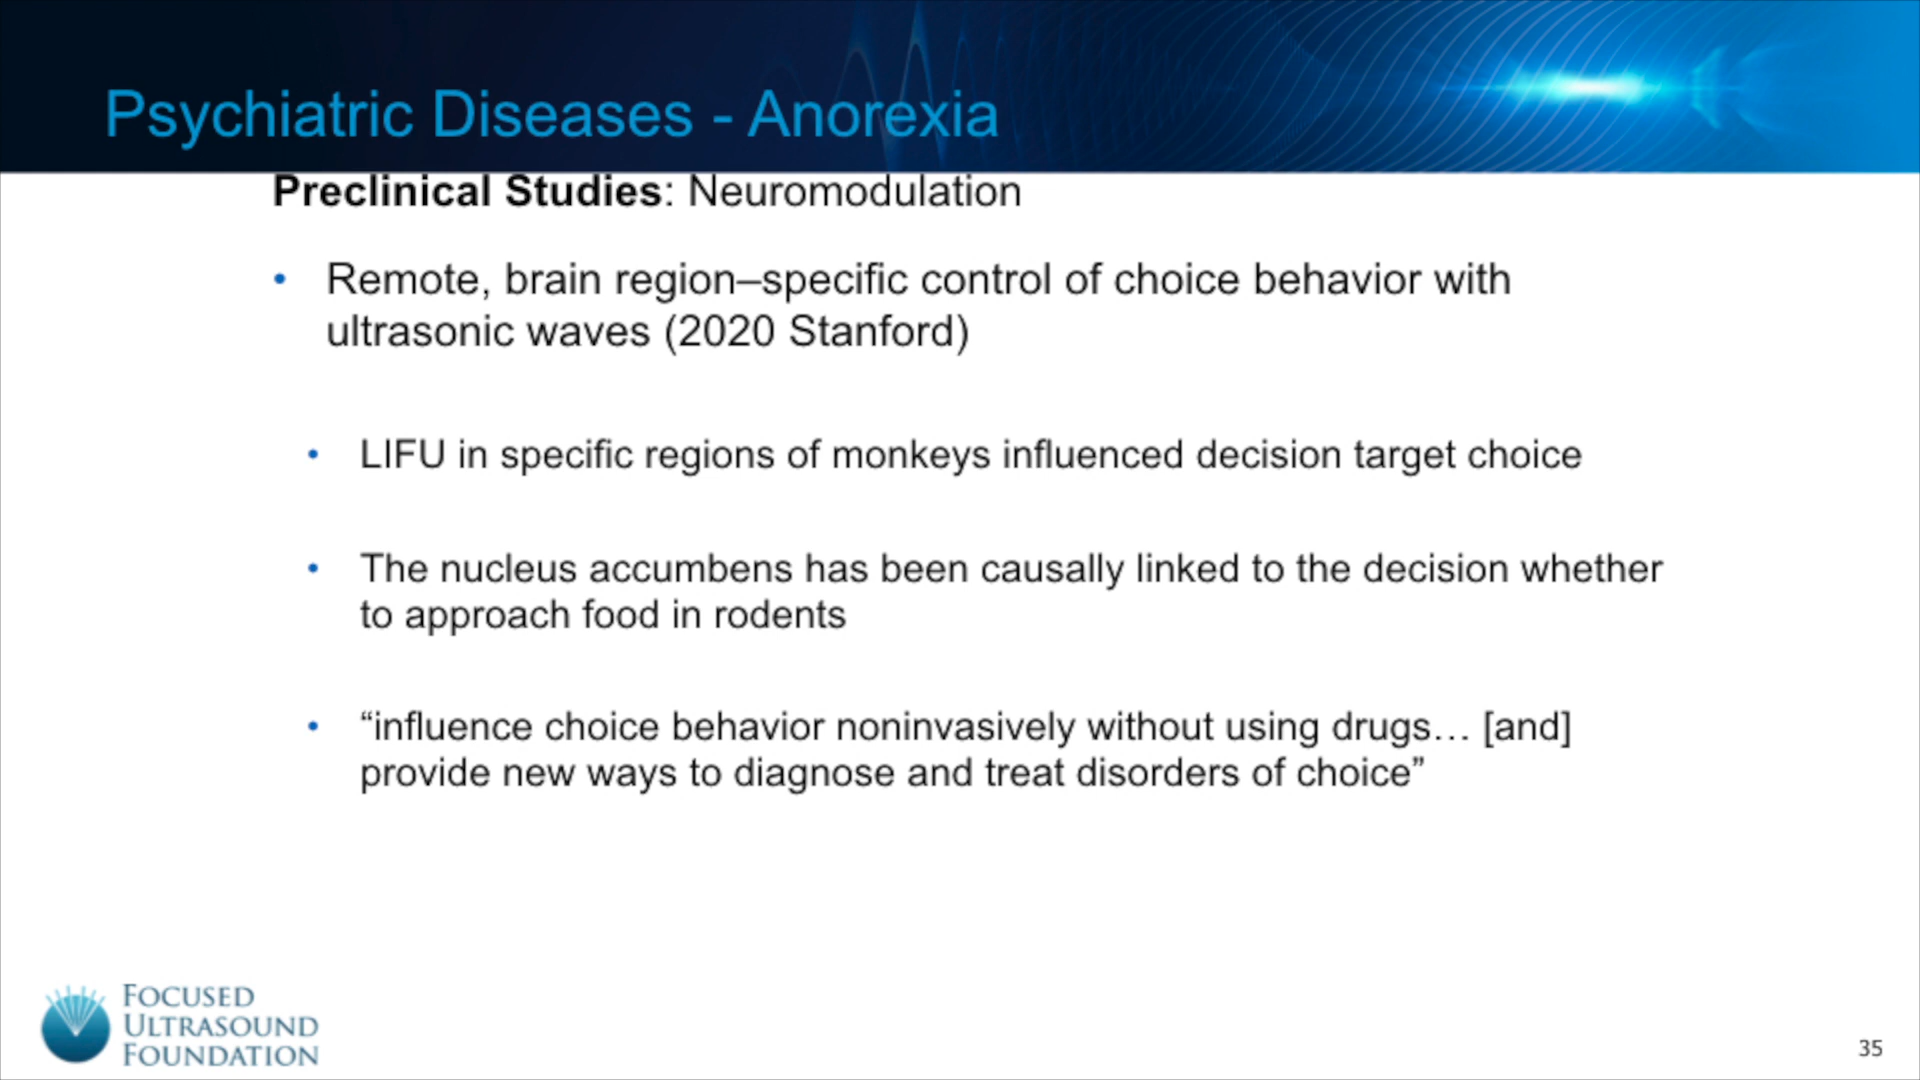 Psychiatric Diseases - Anorexia
Preclinical Studies: Neuromodulation
• Remote, brain region–specific control of choice behavior with
ultrasonic waves (2020 Stanford)
• LIFU in specific regions of monkeys influenced decision target choice
• The nucleus accumbens has been causally linked to the decision whether
to approach food in rodents
• “influence choice behavior noninvasively without using drugs… [and]
provide new ways to diagnose and treat disorders of choice”
FOCUSED
ULTRASOUND
FOUNDATION
35